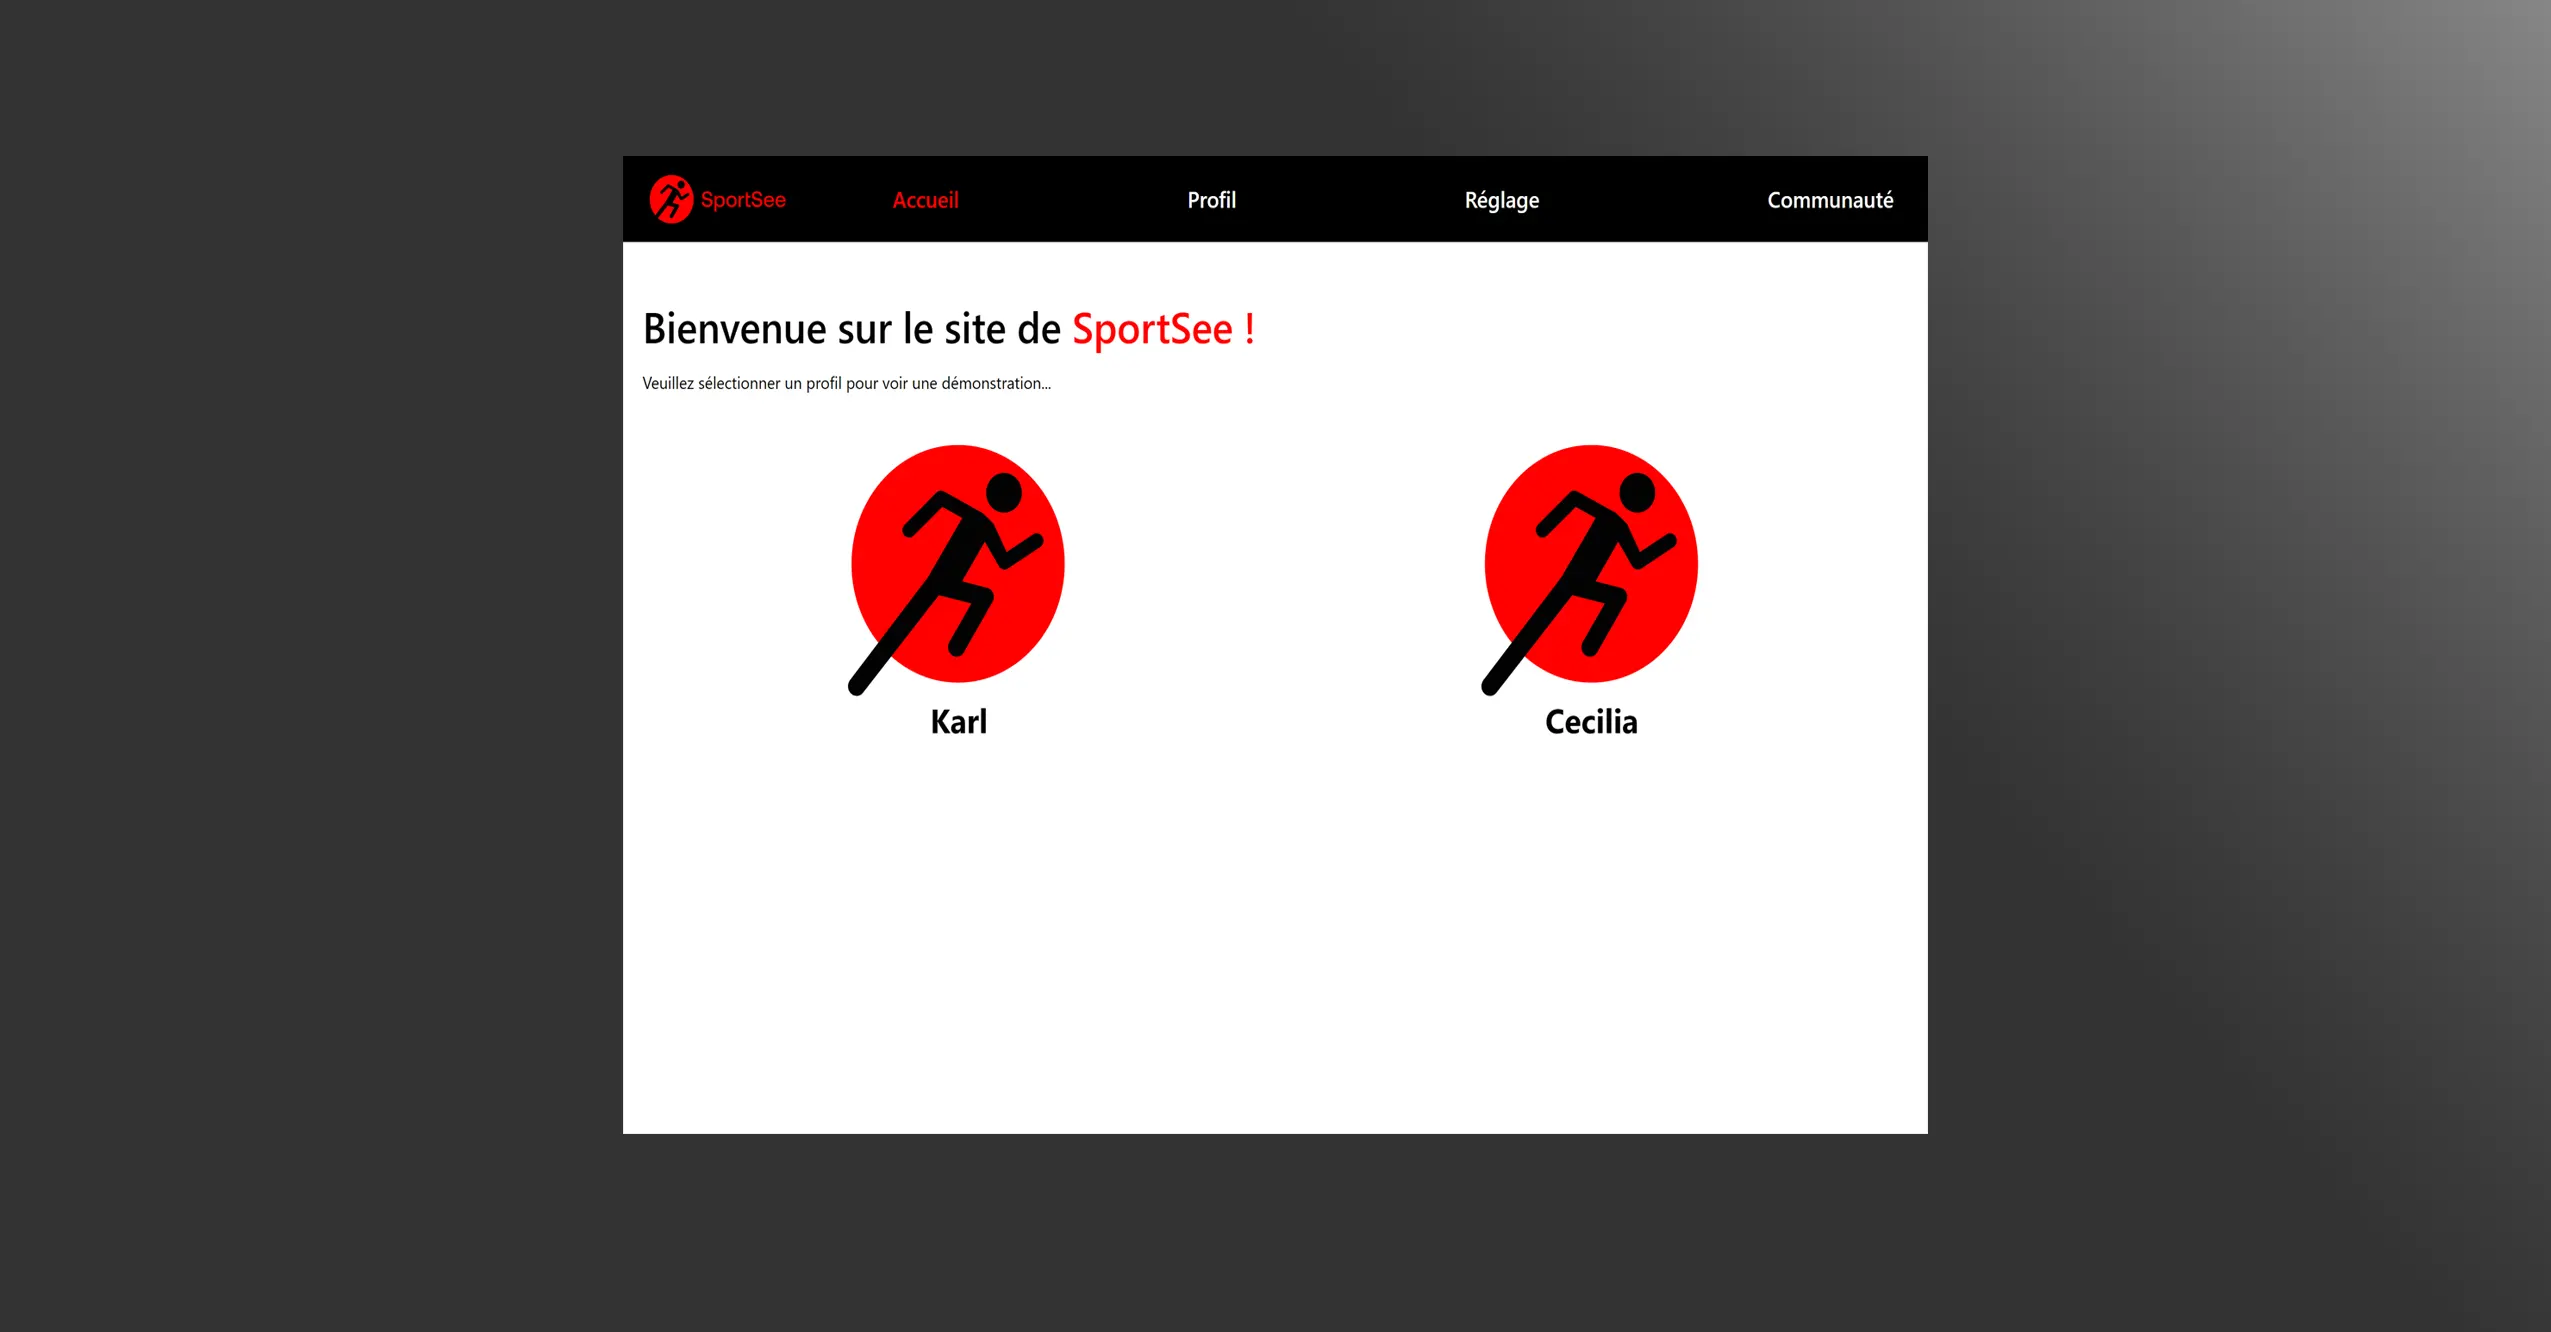 SportSee Accueil Profil Réglage Communauté
Bienvenue sur le site de SportSee !
Veuillez sélectionner un profil pour voir une démonstration...
Karl Cecilia